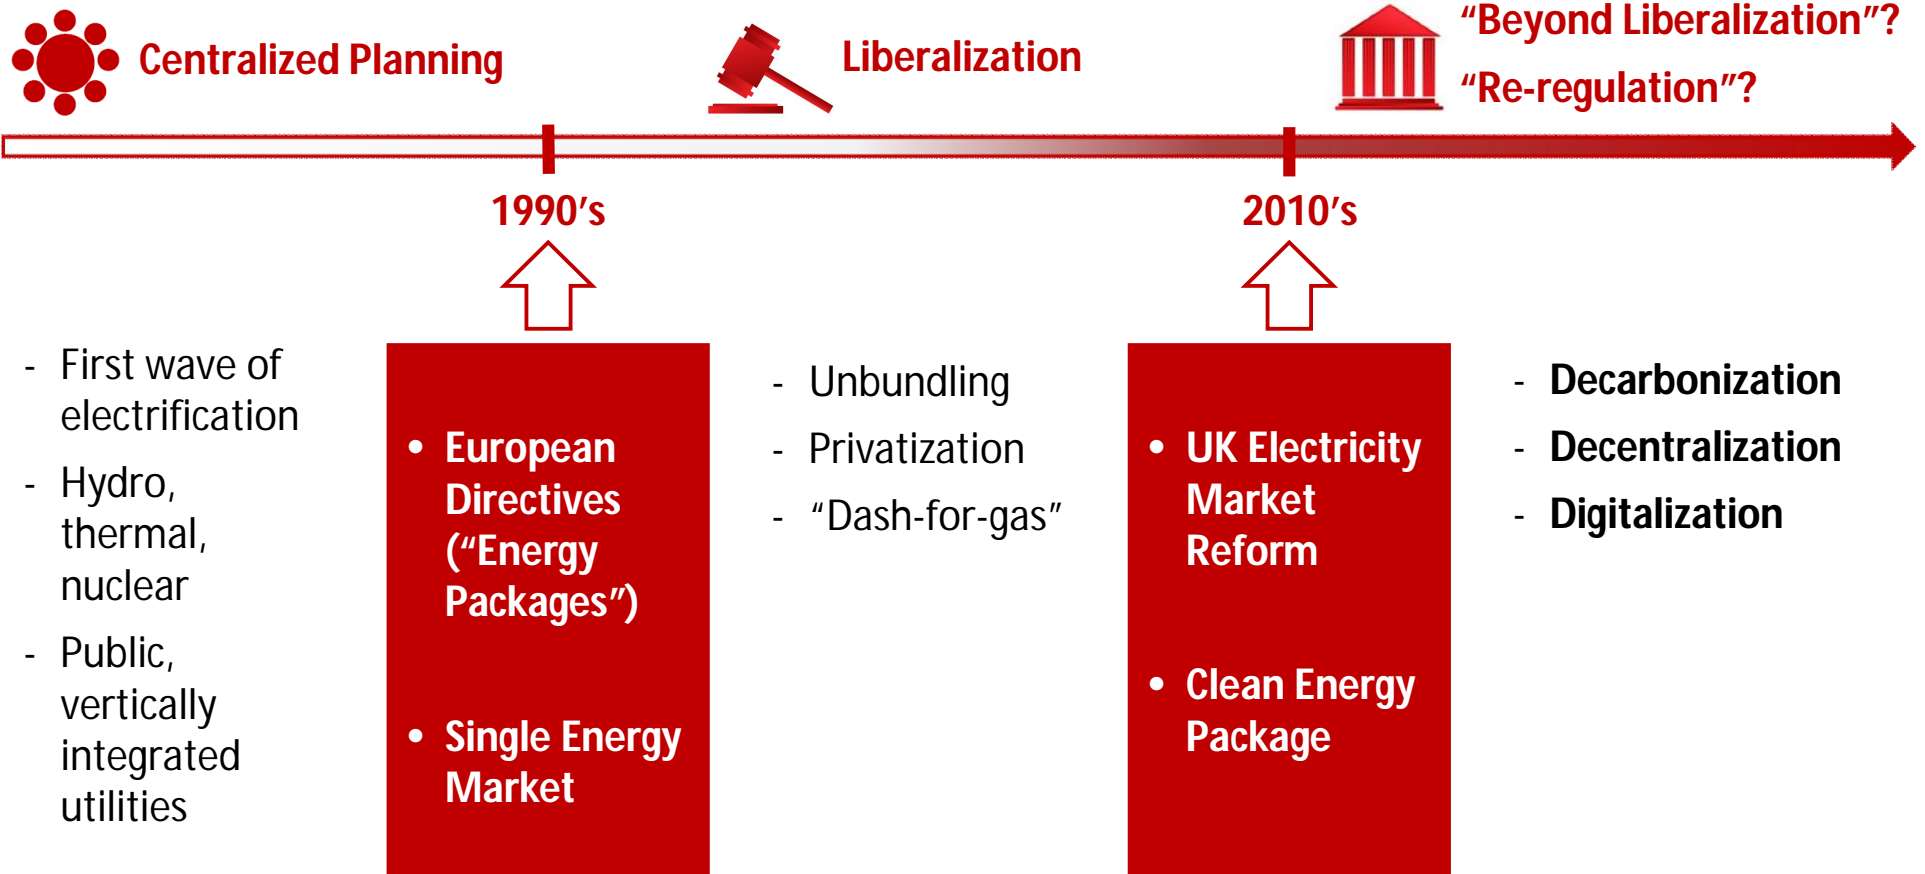 Centralized Planning
Liberalization
“Beyond Liberalization”?
“Re-regulation”?
1990’s
2010’s
- First wave of
electrification
- Hydro,
thermal,
nuclear
- Public,
vertically
integrated
utilities
• European
Directives
(“Energy
Packages”)
• Single Energy
Market
- Unbundling
- Privatization
- “Dash-for-gas”
• UK Electricity
Market
Reform
• Clean Energy
Package
- Decarbonization
- Decentralization
- Digitalization